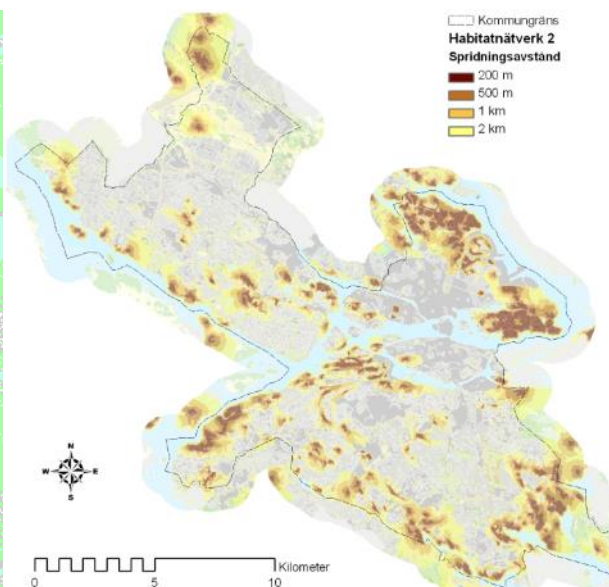 Kommungräns
Habitatnätverk 2
Spridningsavstånd
200 m
500 m
1 km
2 km
N
W E
S
Kilometer
0 5 10